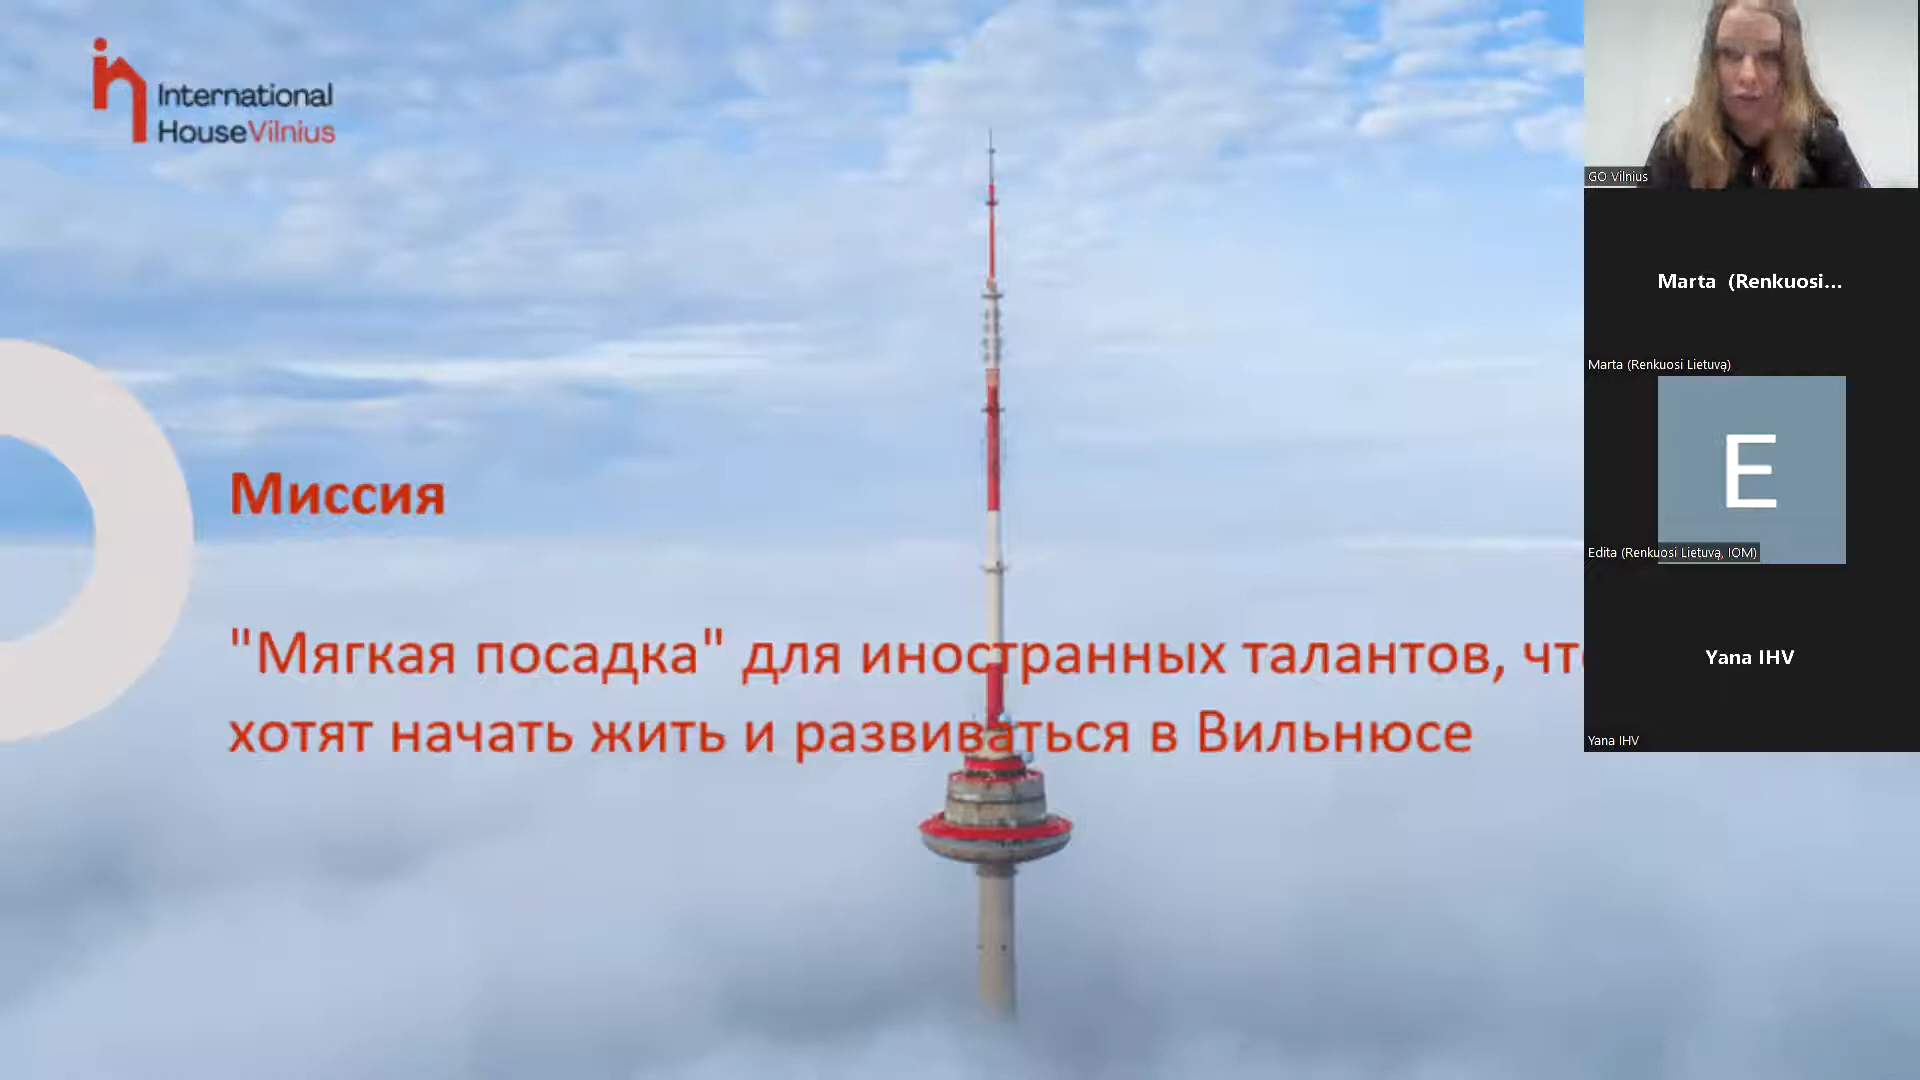 International
HouseVilnius
Миссия
"Мягкая посадка" для иностранных талантов, чт
хотят начать жить и развиваться в Вильнюсе
GO Vilnius
Marta (Renkuosi...
Marta (Renkuosi Lietuvą)
E
Edita (Renkuosi Lietuvą, IOM)
Yana IHV
Yana IHV